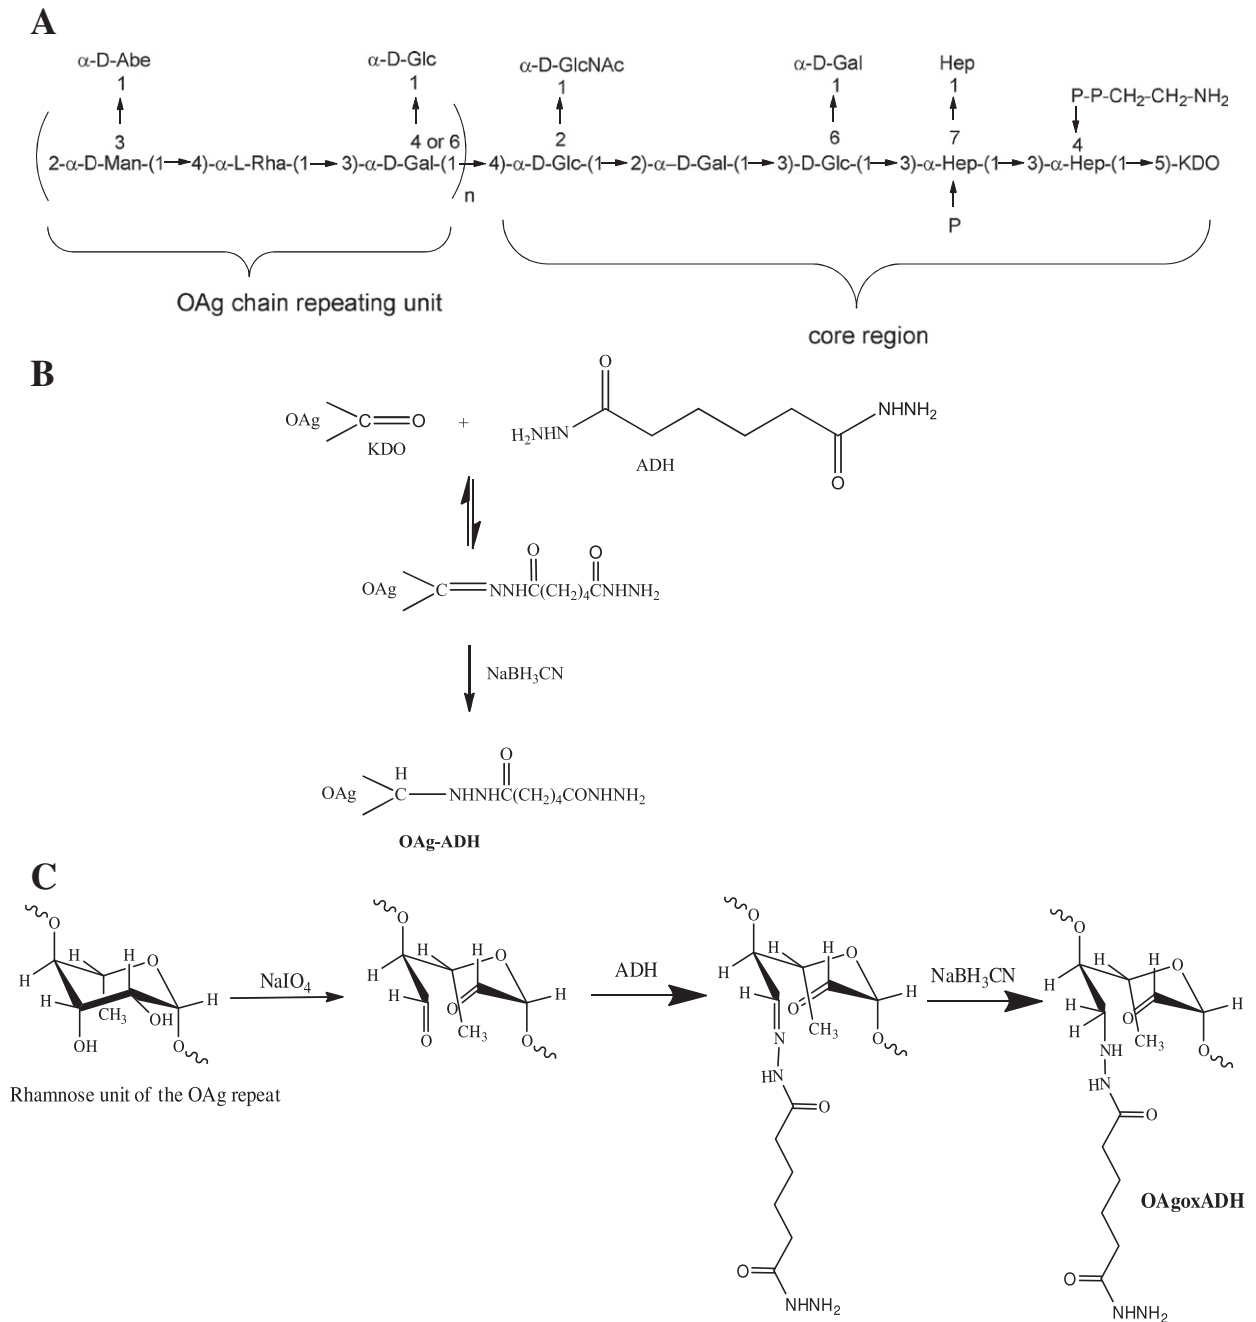 A
α-D-Abe α-D-Glc α-D-GlcNAc α-D-Gal Hep
1 1 1 1 1 P-P-CH₂-CH₂-NH₂
3 4 or 6 2 6 7 4
2-α-D-Man-(1 4)-α-L-Rha-(1 3)-α-D-Gal-(1 4)-α-D-Glc-(1 2)-α-D-Gal-(1 3)-D-Glc-(1 3)-α-Hep-(1 3)-α-Hep-(1 5)-KDO
n
P
OAg chain repeating unit
core region
B
O
OAg C O + H₂NHN NHNH₂
KDO
ADH
O
O O
OAg C NNHC(CH₂)₄CNHNH₂
NaBH₃CN
O
H
OAg C NHNHC(CH₂)₄CONHNH₂
OAg-ADH
C
O H H O H CH₃ OH OH O H
NaIO₄
O H H H O H O CH₃ O H
ADH
O H H H O H O CH₃ O H
N
HN
O
O
NHNH₂
NaBH₃CN
O H H H O H H O CH₃ O H
NH
HN
O
OAgoxADH
O
NHNH₂
Rhamnose unit of the OAg repeat